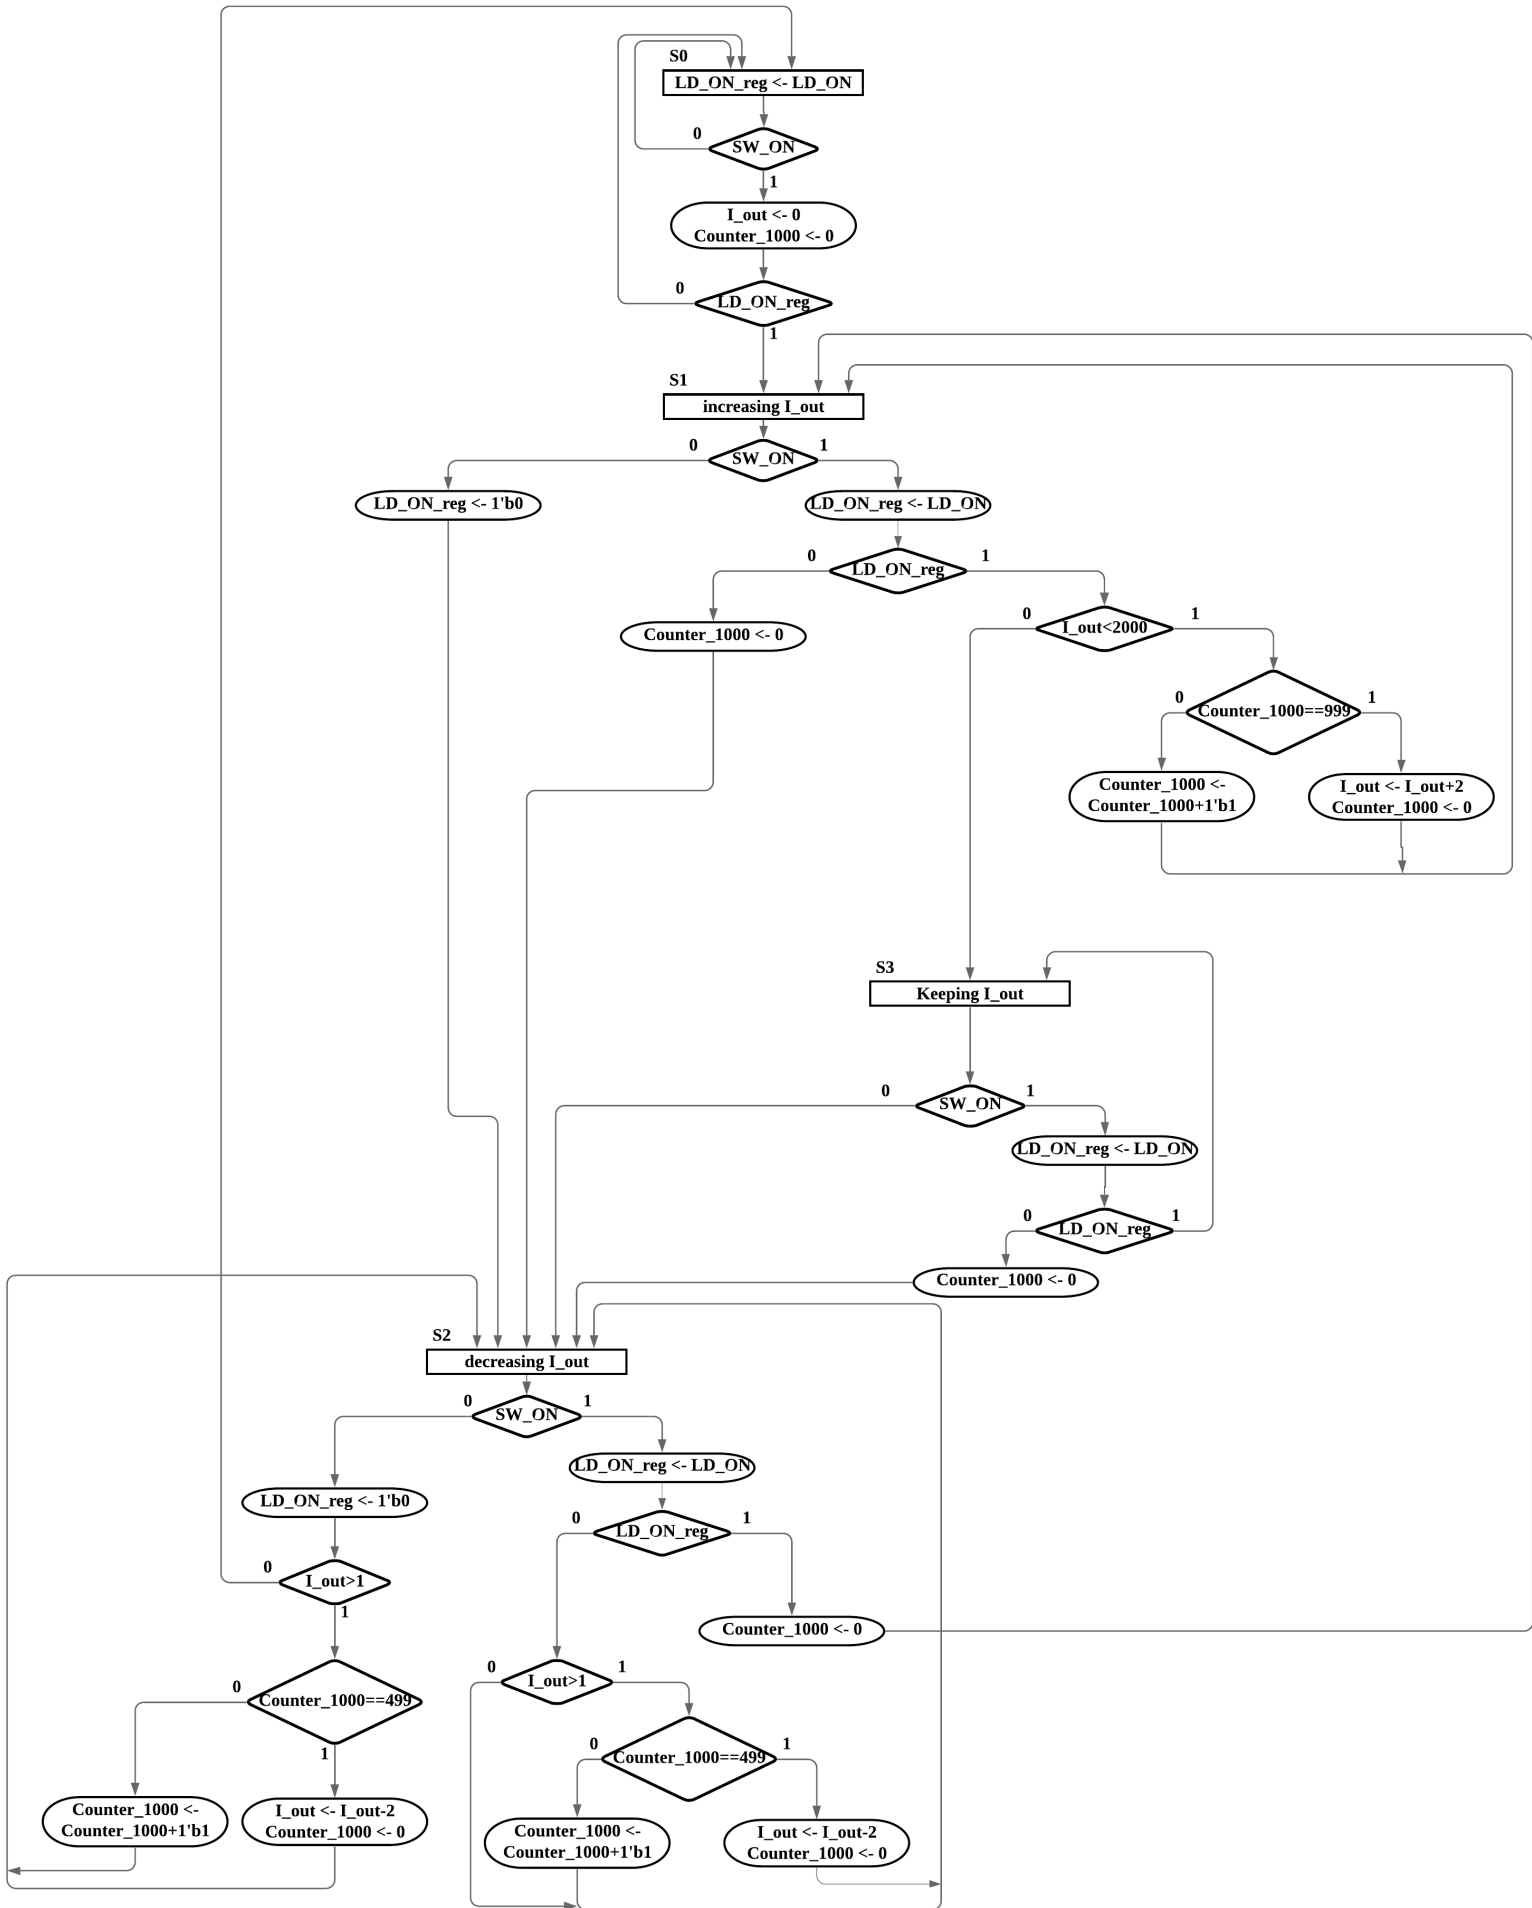 S0
LD_ON_reg <- LD_ON
0
SW_ON
1
I_out <- 0
Counter_1000 <- 0
0
LD_ON_reg
1
S1
increasing I_out
0
SW_ON
1
LD_ON_reg <- 1'b0
LD_ON_reg <- LD_ON
0
LD_ON_reg
1
Counter_1000 <- 0
0
I_out<2000
1
0
Counter_1000==999
1
Counter_1000 <-
Counter_1000+1'b1
I_out <- I_out+2
Counter_1000 <- 0
S3
Keeping I_out
0
SW_ON
1
LD_ON_reg <- LD_ON
0
LD_ON_reg
1
Counter_1000 <- 0
S2
decreasing I_out
0
SW_ON
1
LD_ON_reg <- LD_ON
LD_ON_reg <- 1'b0
0
LD_ON_reg
1
0
I_out>1
1
Counter_1000 <- 0
0
I_out>1
1
0
Counter_1000==499
1
0
Counter_1000==499
1
Counter_1000 <-
Counter_1000+1'b1
I_out <- I_out-2
Counter_1000 <- 0
Counter_1000 <-
Counter_1000+1'b1
I_out <- I_out-2
Counter_1000 <- 0